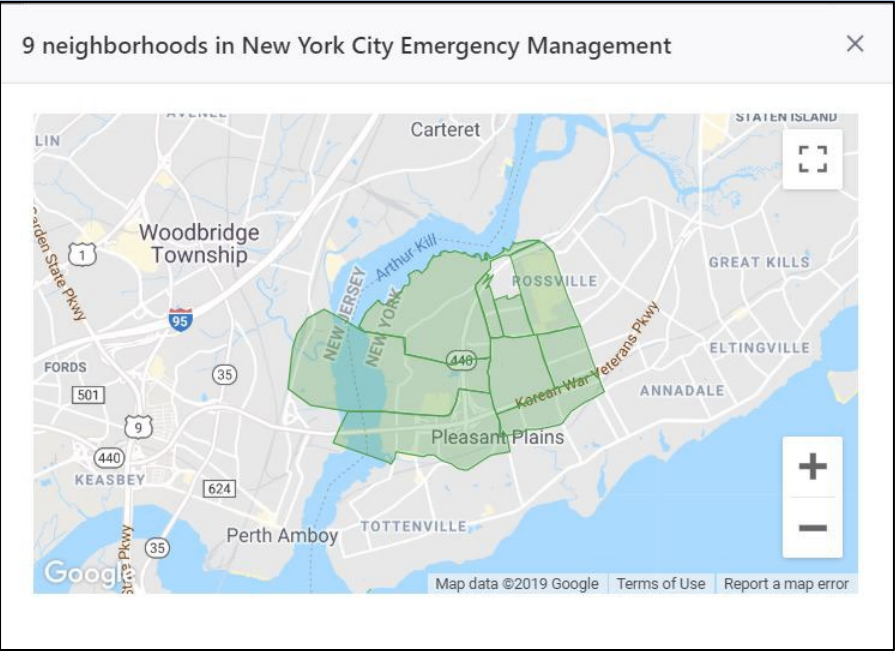 9 neighborhoods in New York City Emergency Management
Carteret
STATEN ISLAND
LIN
Woodbridge
Township
1
Garden State Pkwy
Arthur Kill
NEW JERSEY
NEW YORK
ROSSVILLE
GREAT KILLS
95
FORDS
35
440
Korean War Veterans Pkwy
ELTINGVILLE
501
ANNADALE
9
Pleasant Plains
440
KEASBEY
624
TOTTENVILLE
Perth Amboy
35
State Pkwy
Google
Map data ©2019 Google
Terms of Use
Report a map error